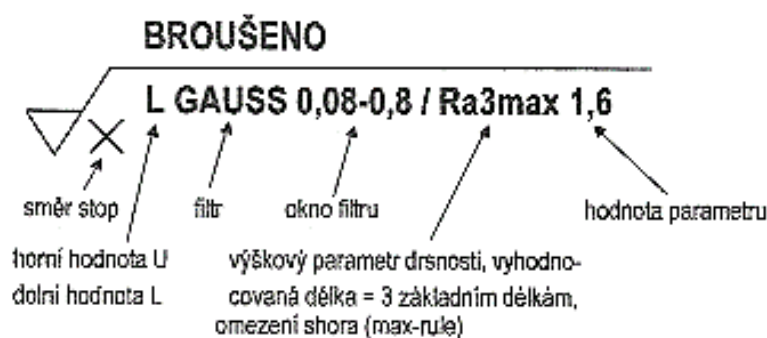 BROUŠENO
L GAUSS 0,08-0,8 / Ra3max 1,6
směr stop
filtr
okno filtru
hodnota parametru
horní hodnota U
dolní hodnota L
výškový parametr drsnosti, vyhodno-
covaná délka = 3 základním délkám,
omezení shora (max-rule)